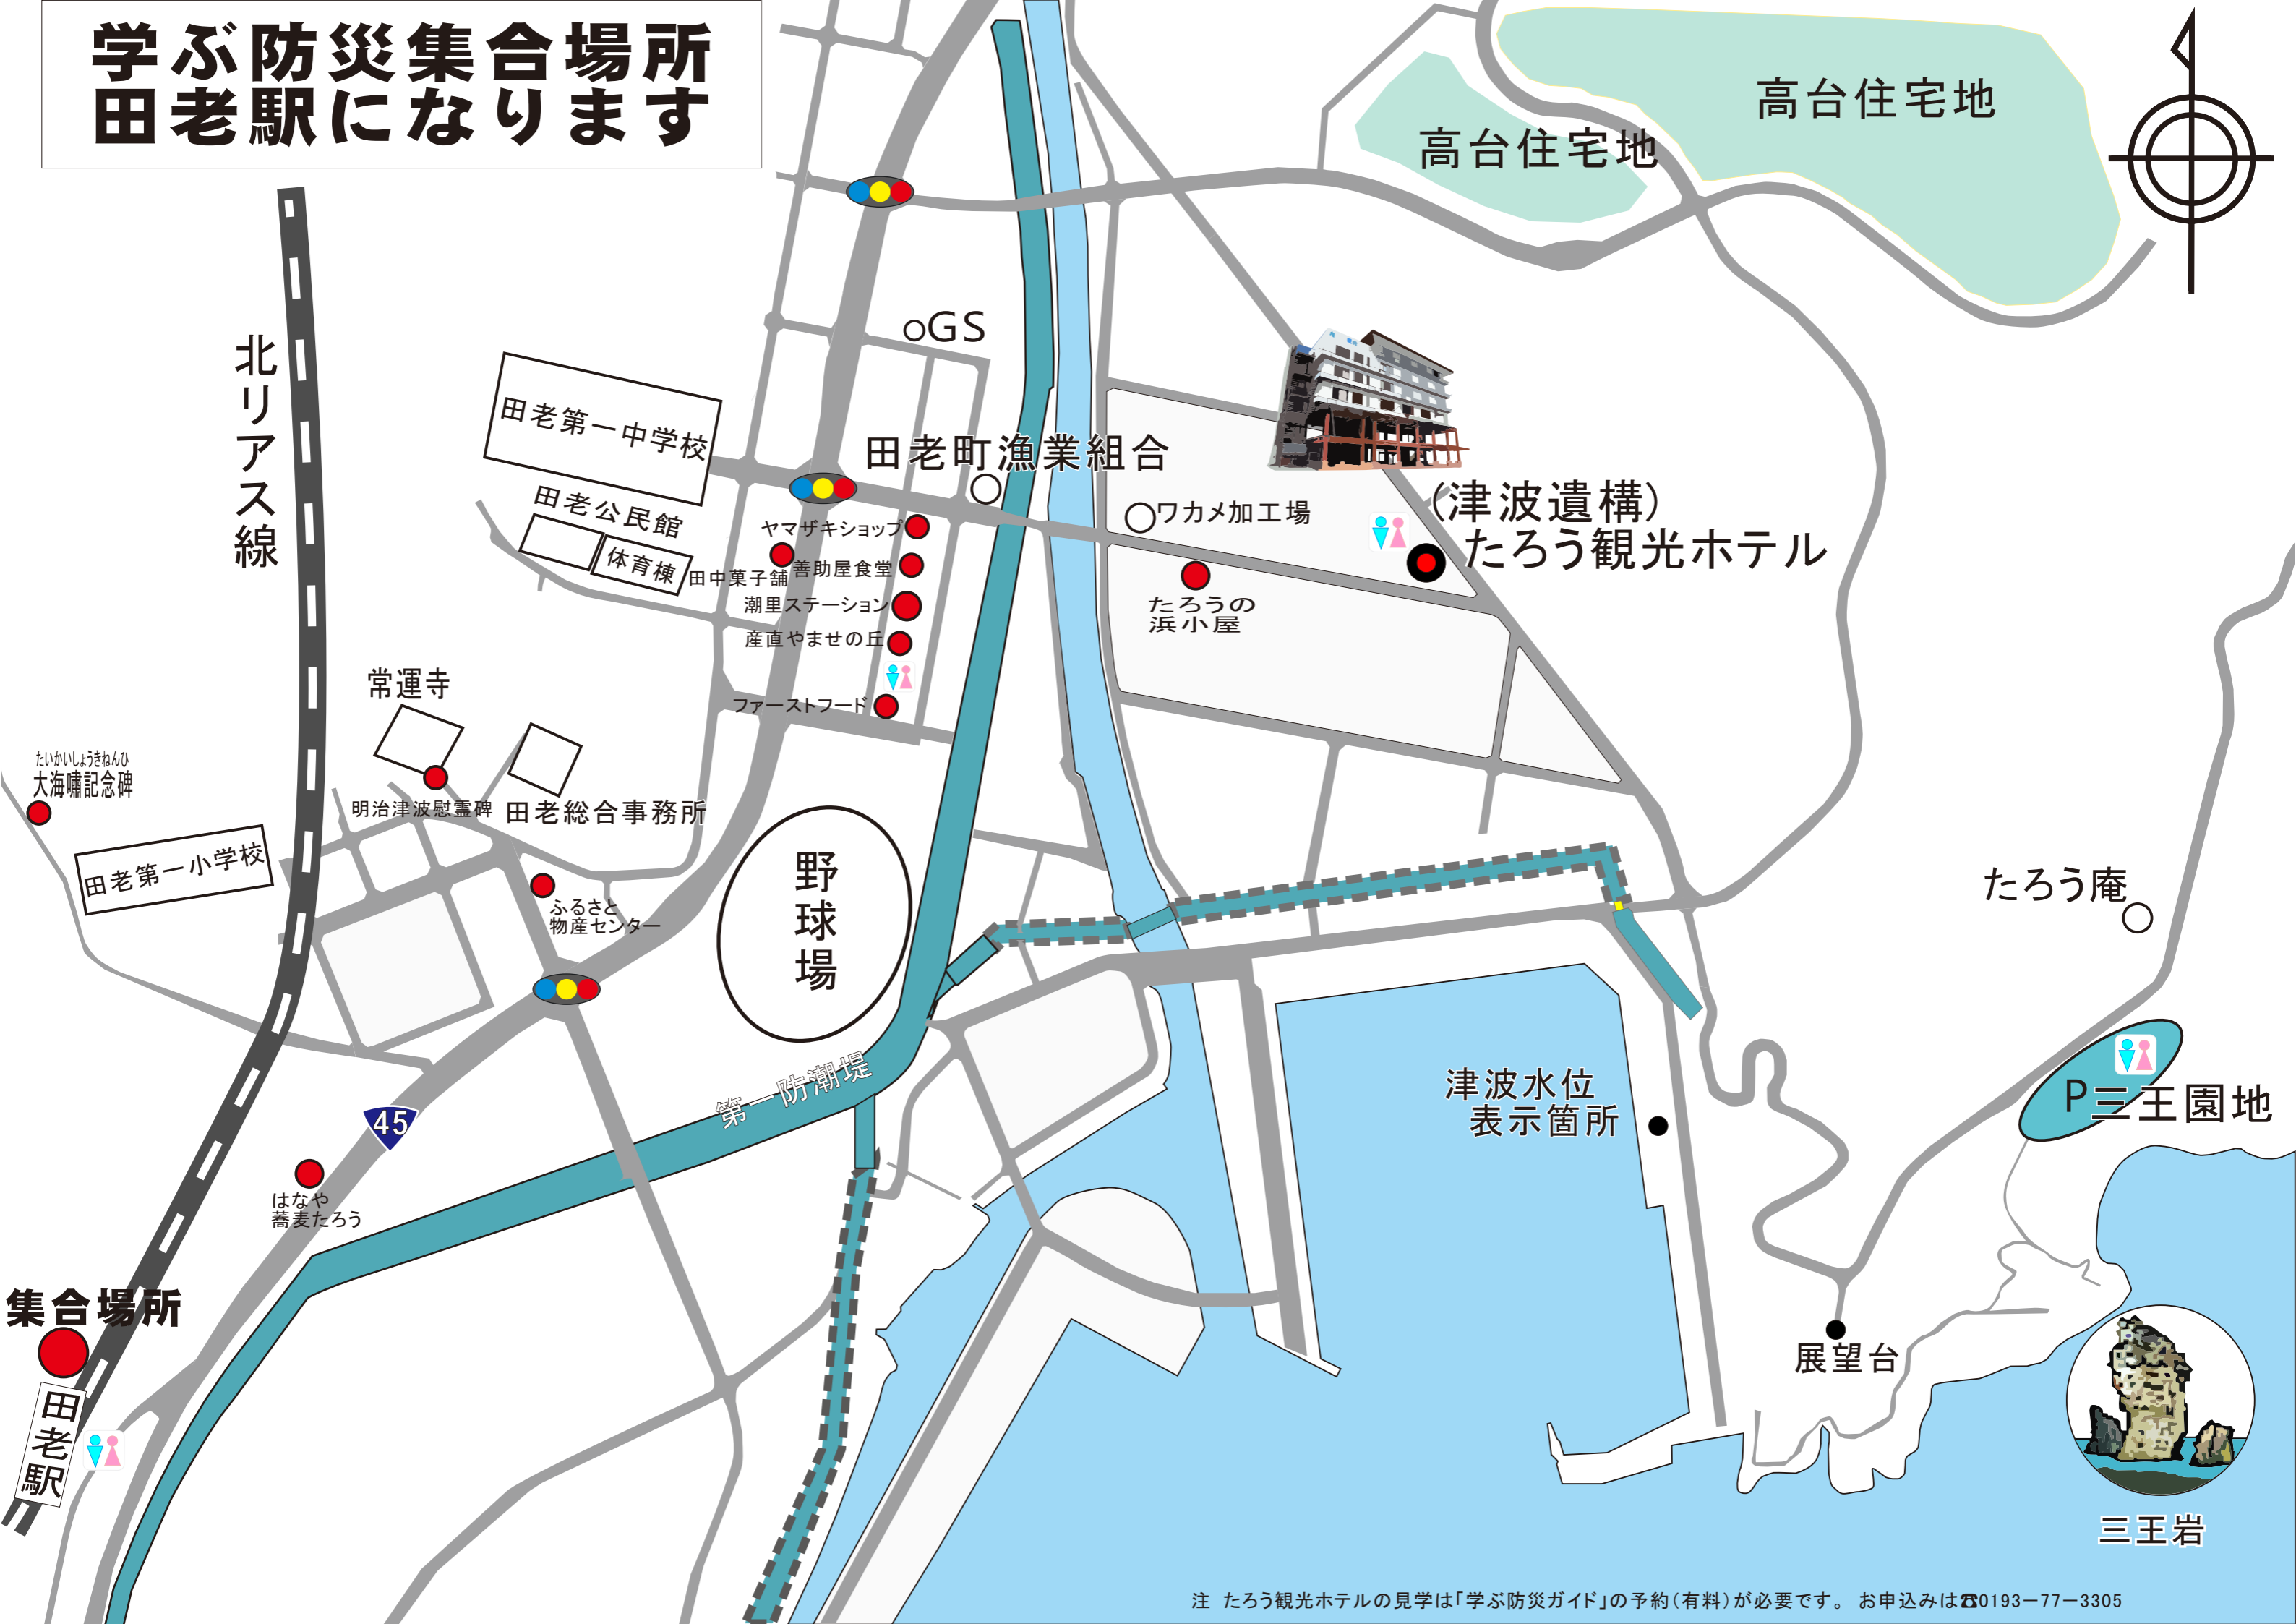 学ぶ防災集合場所
田老駅になります
高台住宅地
高台住宅地
北リアス線
GS
田老第一中学校
田老町漁業組合
田老公民館
体育棟
ヤマザキショップ
田中菓子舗
善助屋食堂
潮里ステーション
産直やませの丘
ファーストフード
ワカメ加工場
(津波遺構)
たろう観光ホテル
たろうの
浜小屋
常運寺
たいかいしょうきねんひ
大海嘯記念碑
明治津波慰霊碑
田老総合事務所
田老第一小学校
ふるさと
物産センター
野球場
たろう庵
第一防潮堤
45
津波水位
表示箇所
P三王園地
はなや
蕎麦たろう
集合場所
田老駅
展望台
三王岩
注 たろう観光ホテルの見学は「学ぶ防災ガイド」の予約(有料)が必要です。 お申込みは☎0193−77−3305